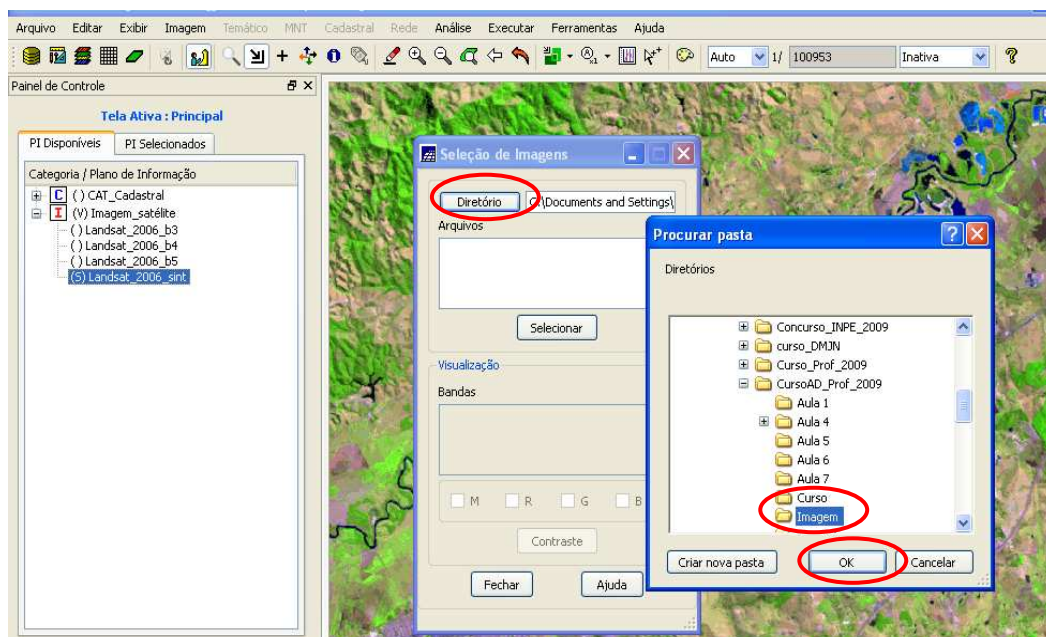 Arquivo Editar Exibir Imagem Temático MNT Cadastral Rede Análise Executar Ferramentas Ajuda
Auto 1/ 100953 Inativa
Painel de Controle
Tela Ativa : Principal
PI Disponíveis PI Selecionados
Categoria / Plano de Informação
C ( ) CAT_Cadastral
I (V) Imagem_satélite
( ) Landsat_2006_b3
( ) Landsat_2006_b4
( ) Landsat_2006_b5
(S) Landsat_2006_sint
Seleção de Imagens
Diretório C:\Documents and Settings\
Arquivos
Selecionar
Visualização
Bandas
M R G B
Contraste
Fechar Ajuda
Procurar pasta
Diretórios
Concurso_INPE_2009
curso_DMJN
Curso_Prof_2009
CursoAD_Prof_2009
Aula 1
Aula 4
Aula 5
Aula 6
Aula 7
Curso
Imagem
Criar nova pasta OK Cancelar